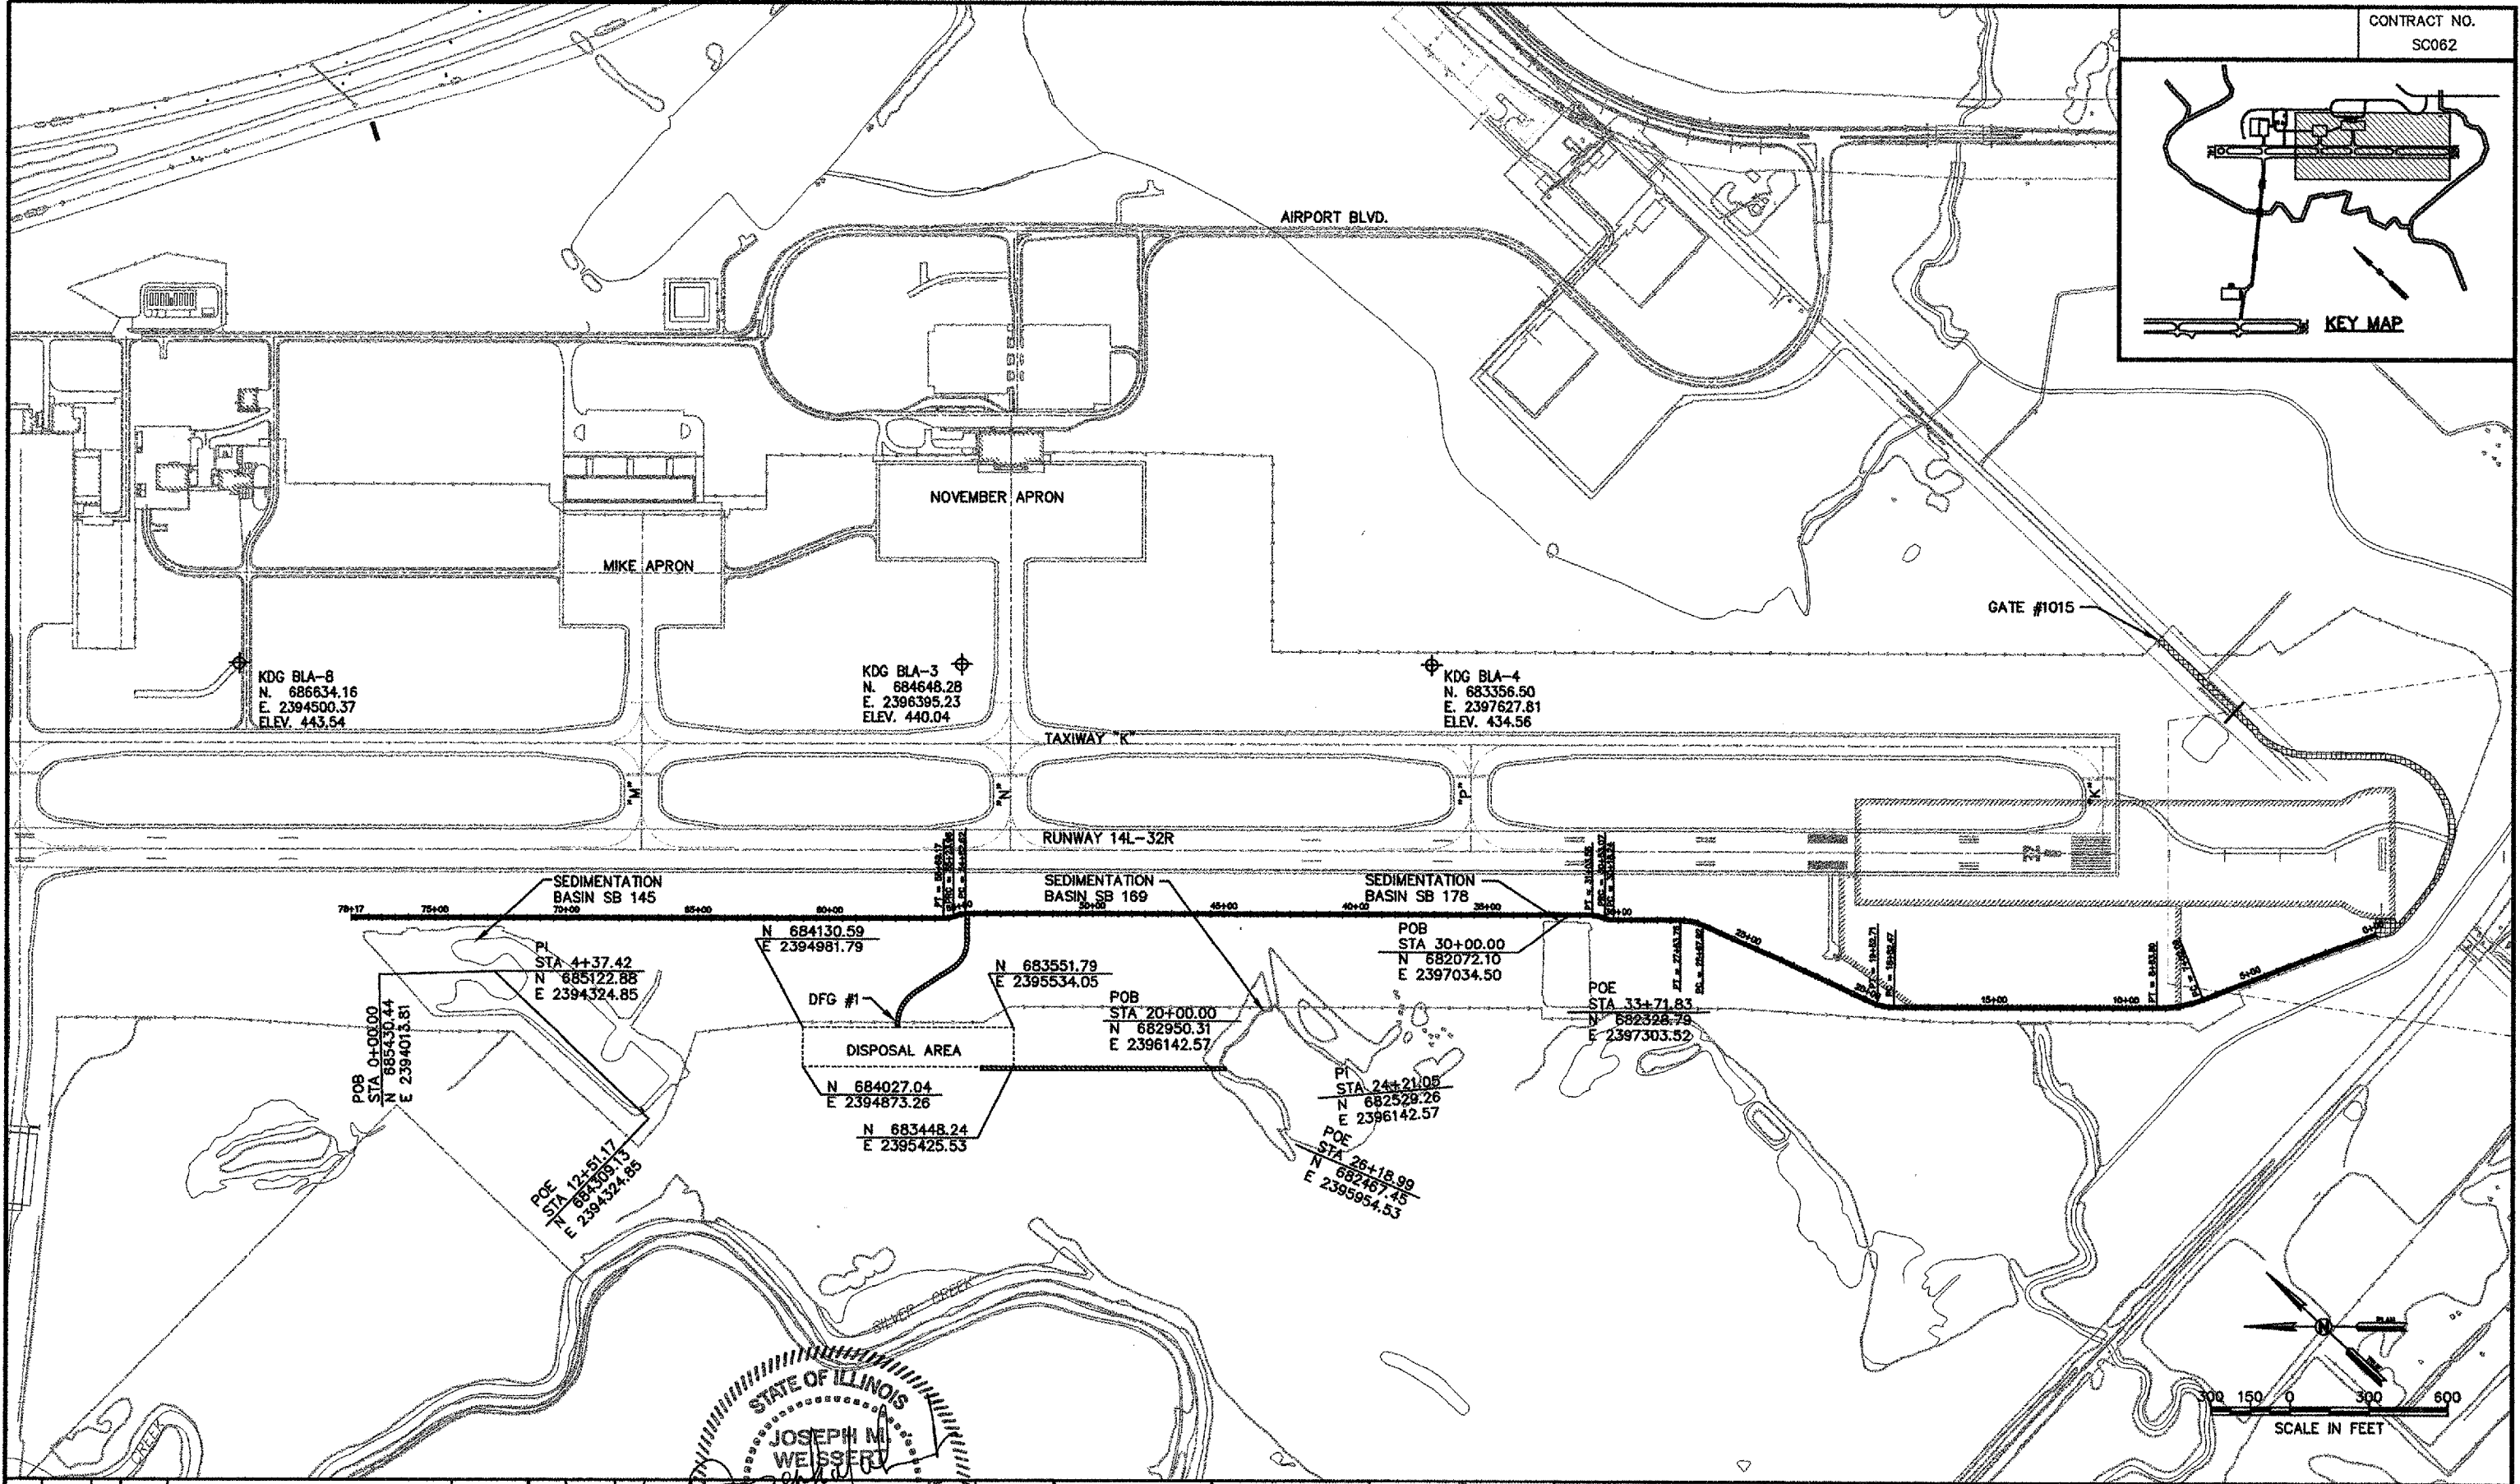 CONTRACT NO.
SC062
KEY MAP
AIRPORT BLVD.
NOVEMBER APRON
MIKE APRON
GATE #1015
KDG BLA-8
N. 686634.16
E. 2394500.37
ELEV. 443.54
KDG BLA-3
N. 684648.28
E. 2396395.23
ELEV. 440.04
KDG BLA-4
N. 683356.50
E. 2397627.81
ELEV. 434.56
TAXIWAY "K"
"M"
"N"
"P"
"K"
RUNWAY 14L-32R
SEDIMENTATION
BASIN SB 145
SEDIMENTATION
BASIN SB 169
SEDIMENTATION
BASIN SB 178
78+17
75+00
70+00
65+00
60+00
50+00
45+00
40+00
35+00
25+00
20+00
15+00
10+00
5+00
0+00
N 684130.59
E 2394981.79
PI
STA 4+37.42
N 685122.88
E 2394324.85
POB
STA 0+00.00
N 685430.44
E 2394013.81
DFG #1
N 683551.79
E 2395534.05
POB
STA 20+00.00
N 682950.31
E 2396142.57
POB
STA 30+00.00
N 682072.10
E 2397034.50
POE
STA 33+71.83
N 682328.79
E 2397303.52
DISPOSAL AREA
N 684027.04
E 2394873.26
N 683448.24
E 2395425.53
PI
STA 24+21.05
N 682529.26
E 2396142.57
POE
STA 26+18.99
N 682467.45
E 2395954.53
POE
STA 12+51.17
N 684309.13
E 2394324.85
SILVER CREEK
CREEK
STATE OF ILLINOIS
JOSEPH M.
WEISSERT
N
PLAN
TRUE
300 150 0 300 600
SCALE IN FEET